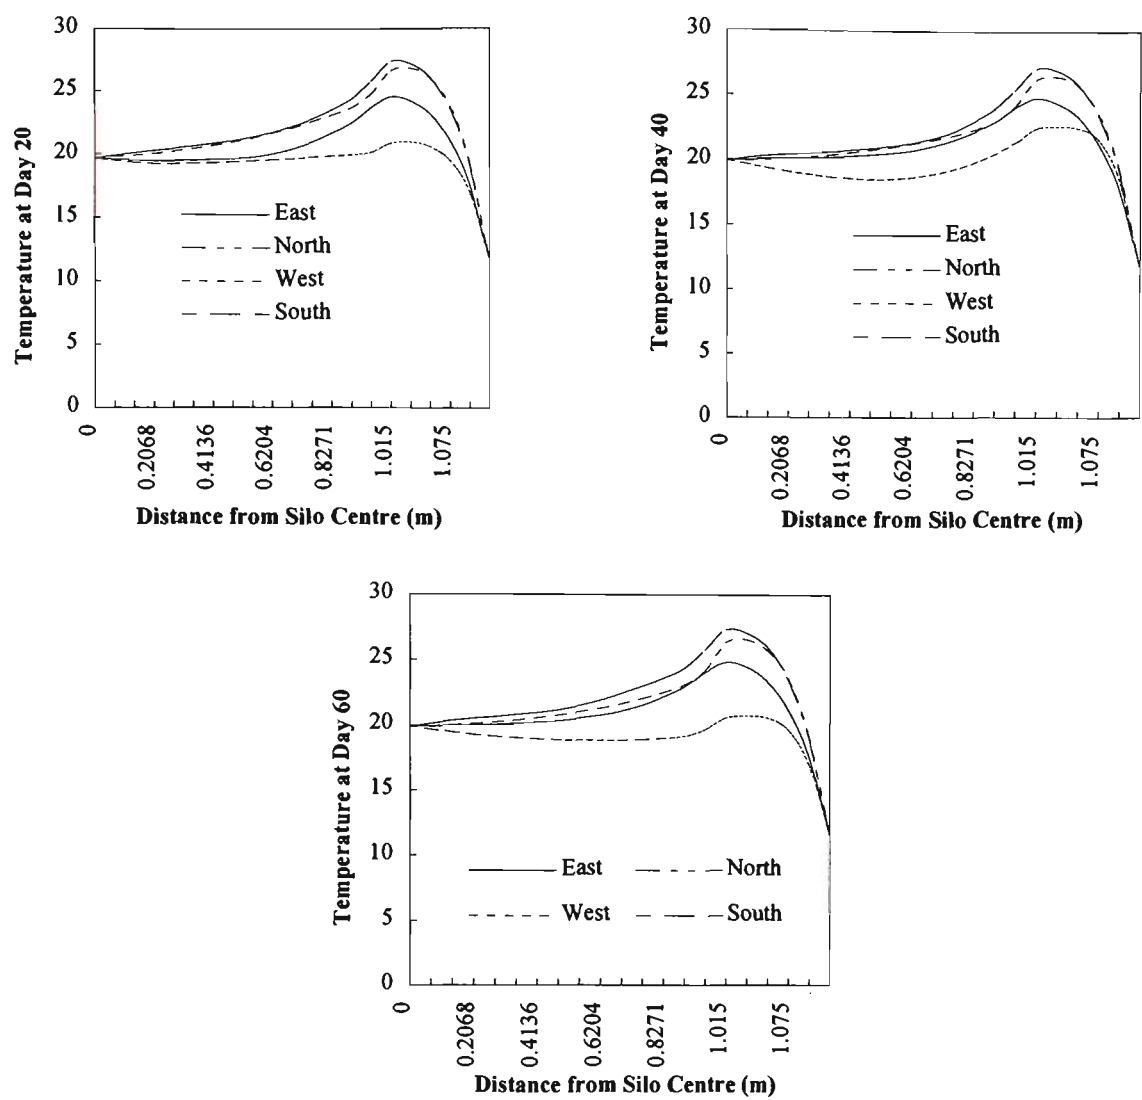 Temperature at Day 20
30
25
20
15
10
5
0
East
North
West
South
0
0.2068
0.4136
0.6204
0.8271
1.015
1.075
Distance from Silo Centre (m)
Temperature at Day 40
30
25
20
15
10
5
0
East
North
West
South
0
0.2068
0.4136
0.6204
0.8271
1.015
1.075
Distance from Silo Centre (m)
Temperature at Day 60
30
25
20
15
10
5
0
East North
West South
0
0.2068
0.4136
0.6204
0.8271
1.015
1.075
Distance from Silo Centre (m)